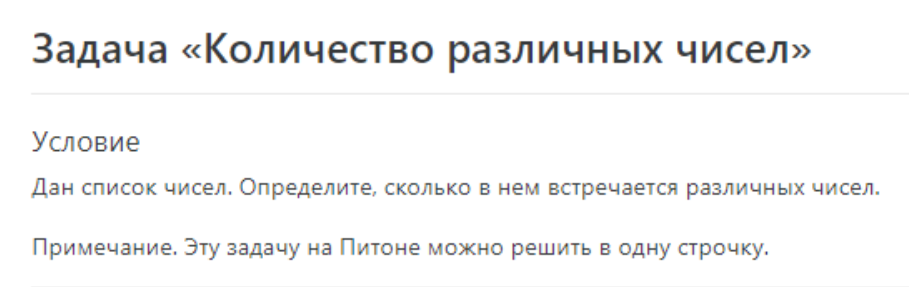 Задача «Количество различных чисел»
Условие
Дан список чисел. Определите, сколько в нем встречается различных чисел.
Примечание. Эту задачу на Питоне можно решить в одну строчку.